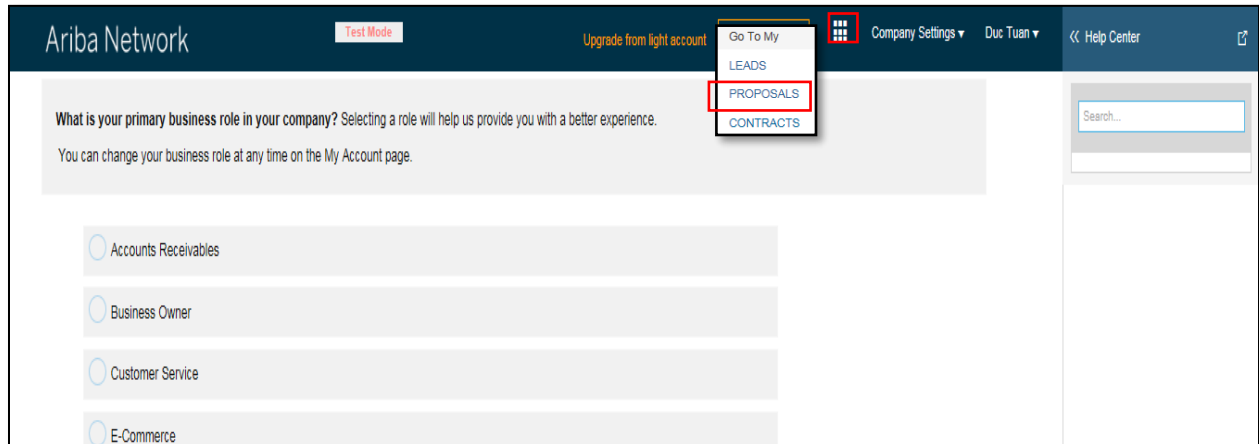 Ariba Network
Test Mode
Upgrade from light account
Go To My
LEADS
PROPOSALS
CONTRACTS
Company Settings
Duc Tuan
Help Center
Search...
What is your primary business role in your company? Selecting a role will help us provide you with a better experience.
You can change your business role at any time on the My Account page.
Accounts Receivables
Business Owner
Customer Service
E-Commerce